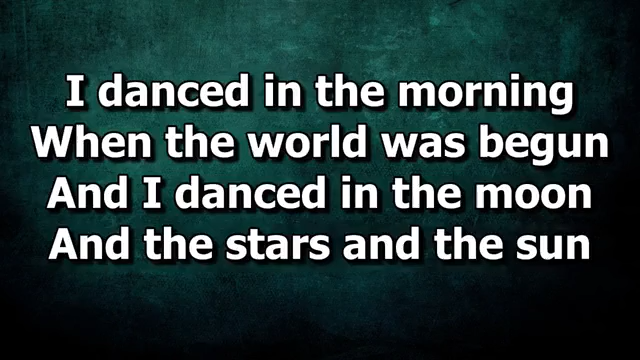 I danced in the morning
When the world was begun
And I danced in the moon
And the stars and the sun